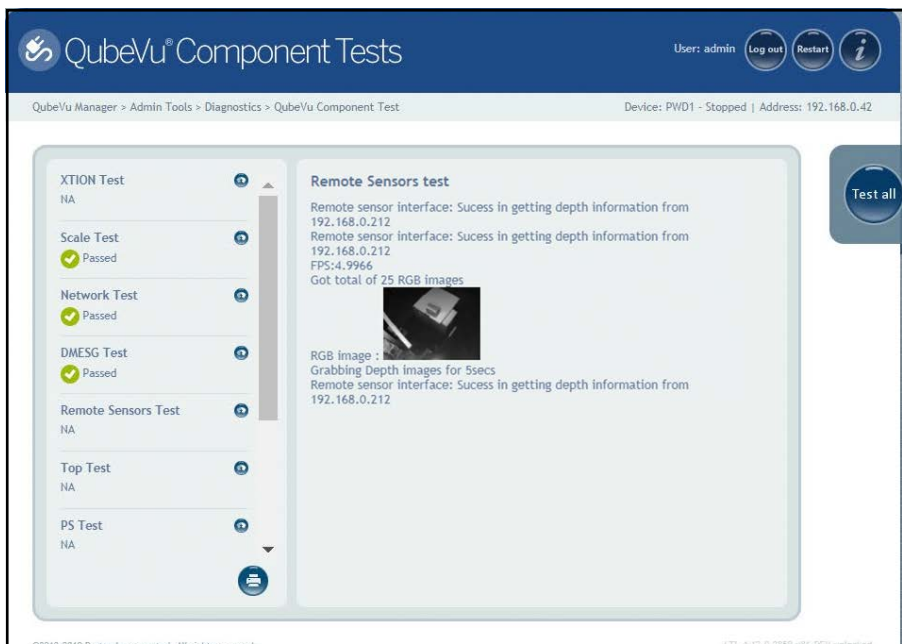 QubeVu® Component Tests
User: admin
Log out
Restart
i
QubeVu Manager > Admin Tools > Diagnostics > QubeVu Component Test
Device: PWD1 - Stopped | Address: 192.168.0.42
XTION Test
NA
Scale Test
Passed
Network Test
Passed
DMESG Test
Passed
Remote Sensors Test
NA
Top Test
NA
PS Test
NA
Remote Sensors test
Remote sensor interface: Sucess in getting depth information from
192.168.0.212
Remote sensor interface: Sucess in getting depth information from
192.168.0.212
FPS:4.9966
Got total of 25 RGB images
RGB image :
Grabbing Depth images for 5secs
Remote sensor interface: Sucess in getting depth information from
192.168.0.212
Test all